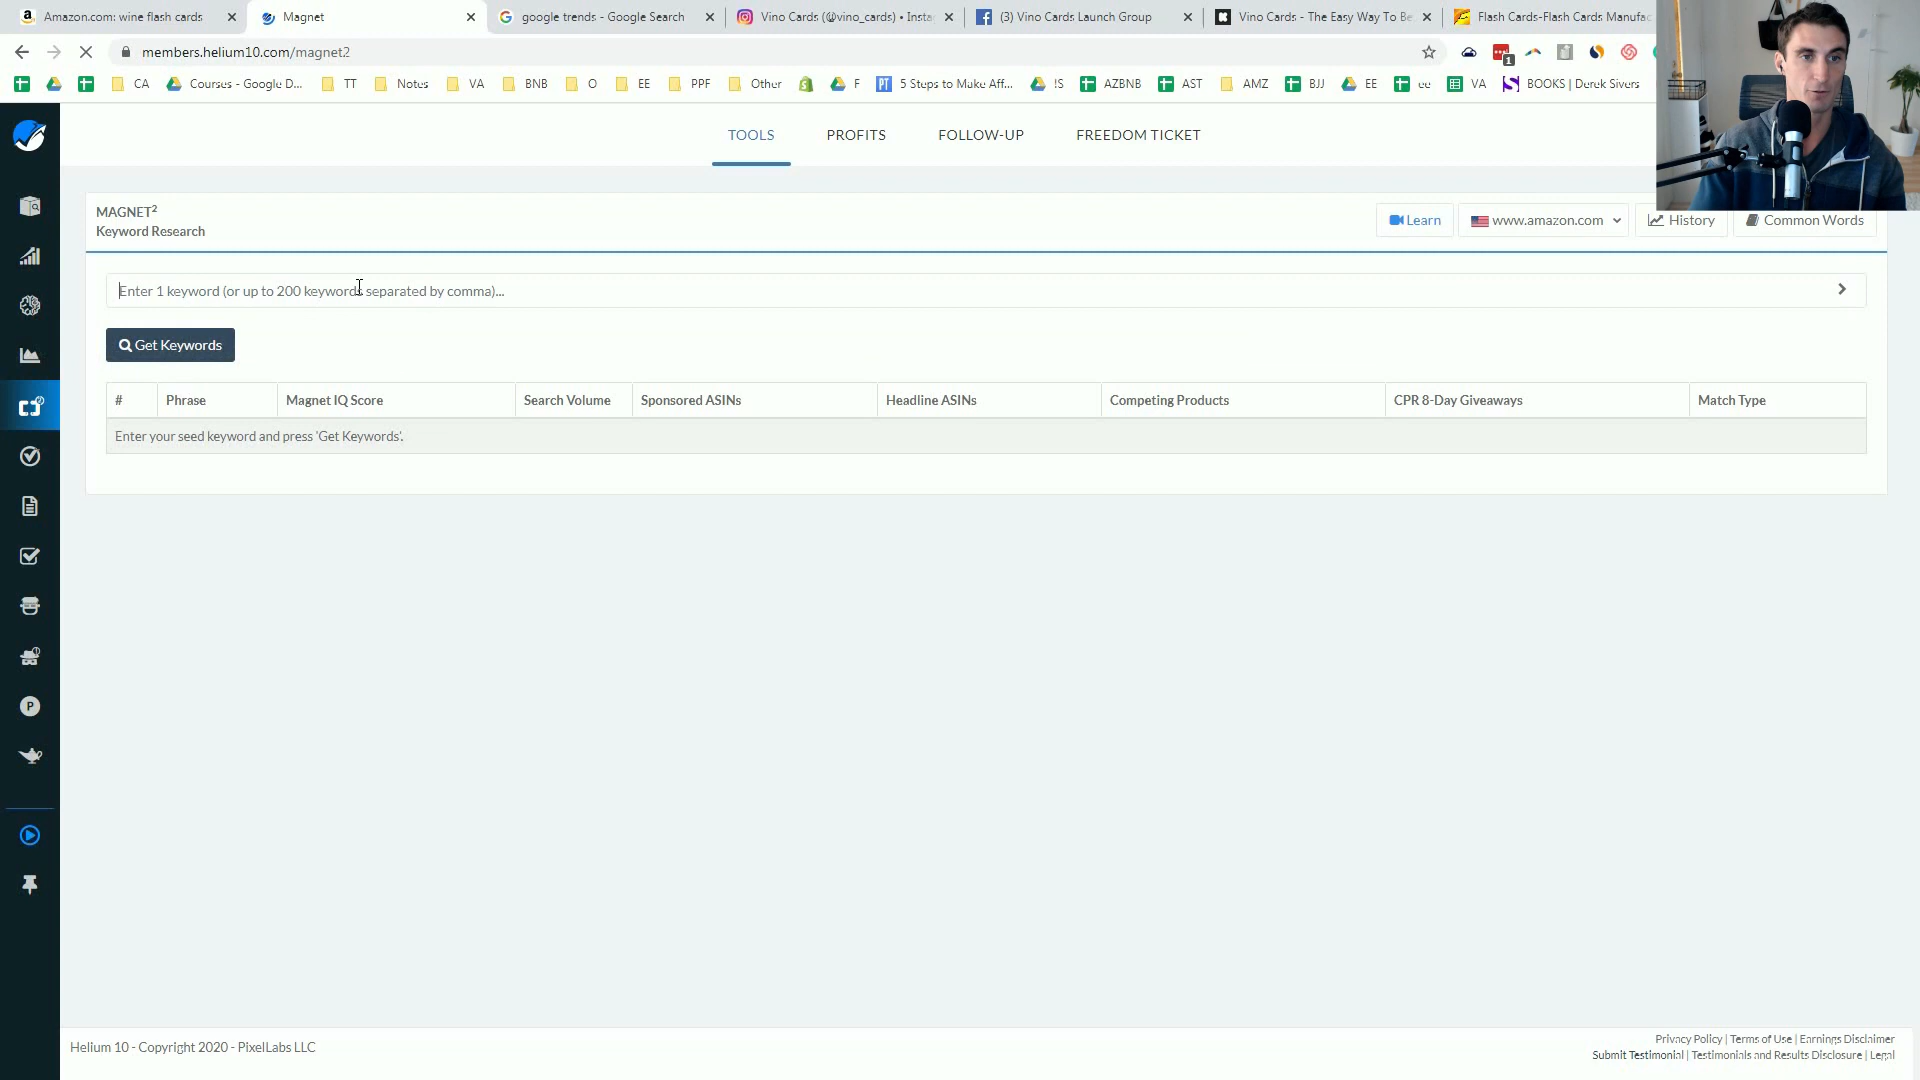 Amazon.com: wine flash cards
Magnet
google trends - Google Search
Vino Cards (@vino_cards) • Insta
(3) Vino Cards Launch Group
Vino Cards - The Easy Way To Be
Flash Cards-Flash Cards Manufac
members.helium10.com/magnet2
1
CA
Courses - Google D...
TT
Notes
VA
BNB
O
EE
PPF
Other
F
PT
5 Steps to Make Aff...
!S
AZBNB
AST
AMZ
BJJ
EE
ee
VA
BOOKS | Derek Sivers
TOOLS
PROFITS
FOLLOW-UP
FREEDOM TICKET
MAGNET²
Keyword Research
Learn
www.amazon.com
History
Common Words
Enter 1 keyword (or up to 200 keywords separated by comma)...
Get Keywords
# Phrase Magnet IQ Score Search Volume Sponsored ASINs Headline ASINs Competing Products CPR 8-Day Giveaways Match Type
Enter your seed keyword and press 'Get Keywords'.
P
Helium 10 - Copyright 2020 - PixelLabs LLC
Privacy Policy | Terms of Use | Earnings Disclaimer
Submit Testimonial | Testimonials and Results Disclosure | Legal